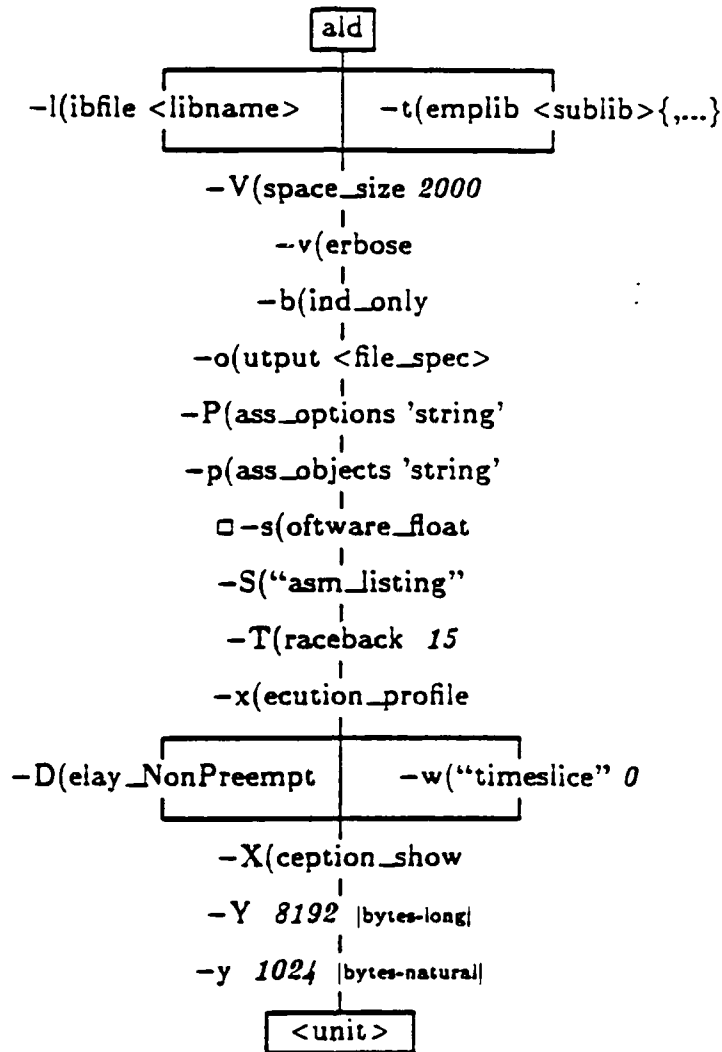 ald
-l(ibfile <libname> -t(emplib <sublib>{,...}
-V(space_size 2000
-v(erbose
-b(ind_only
-o(utput <file_spec>
-P(ass_options 'string'
-p(ass_objects 'string'
□-s(oftware_float
-S(“asm_listing”
-T(raceback 15
-x(ecution_profile
-D(elay_NonPreempt -w(“timeslice” 0
-X(ception_show
-Y 8192 |bytes-long|
-y 1024 |bytes-natural|
<unit>